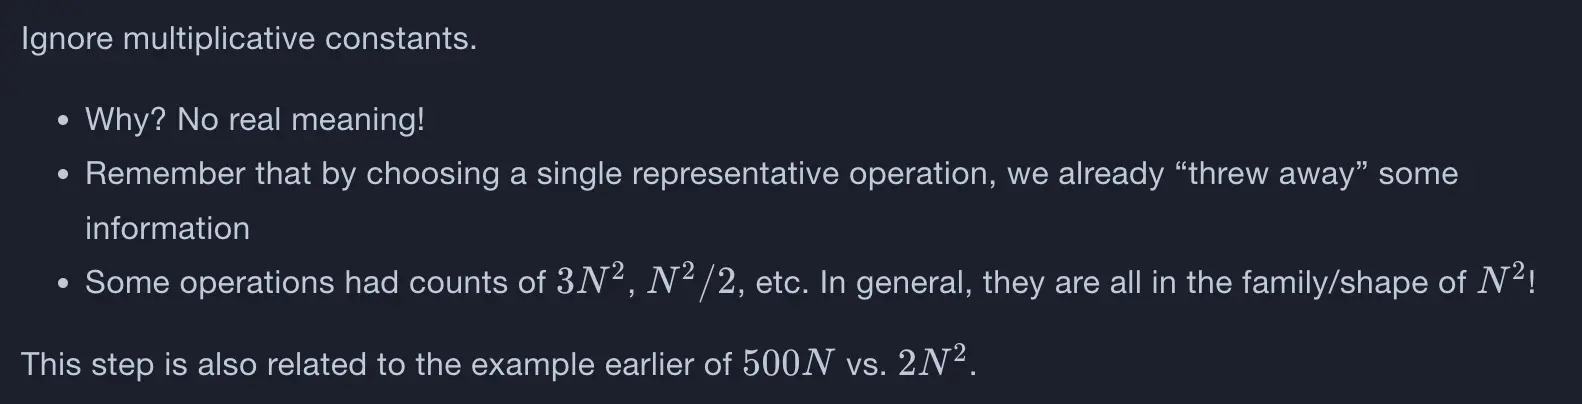 Ignore multiplicative constants.
• Why? No real meaning!
• Remember that by choosing a single representative operation, we already “threw away” some
information
• Some operations had counts of 3N², N²/2, etc. In general, they are all in the family/shape of N²!
This step is also related to the example earlier of 500N vs. 2N².